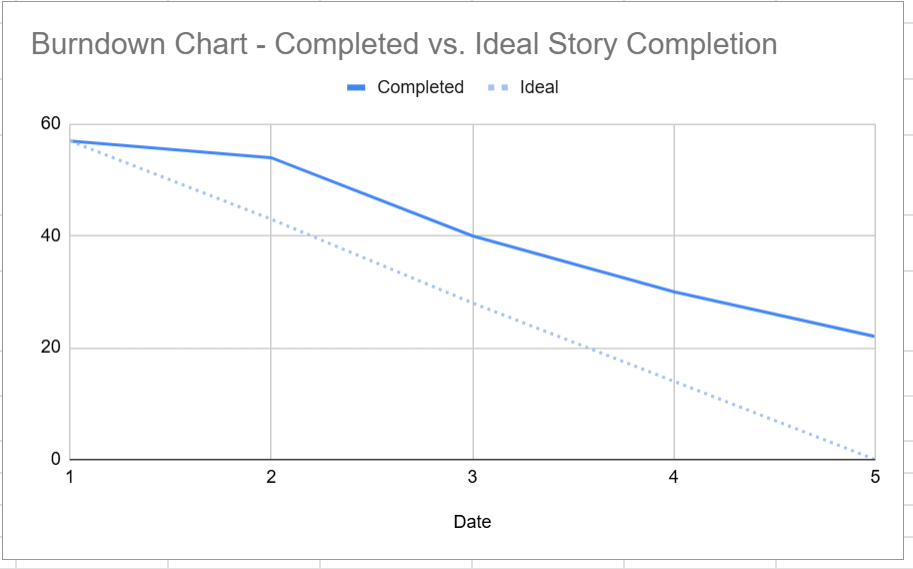 Burndown Chart - Completed vs. Ideal Story Completion
Completed Ideal
60
40
20
0
1 2 3 4 5
Date